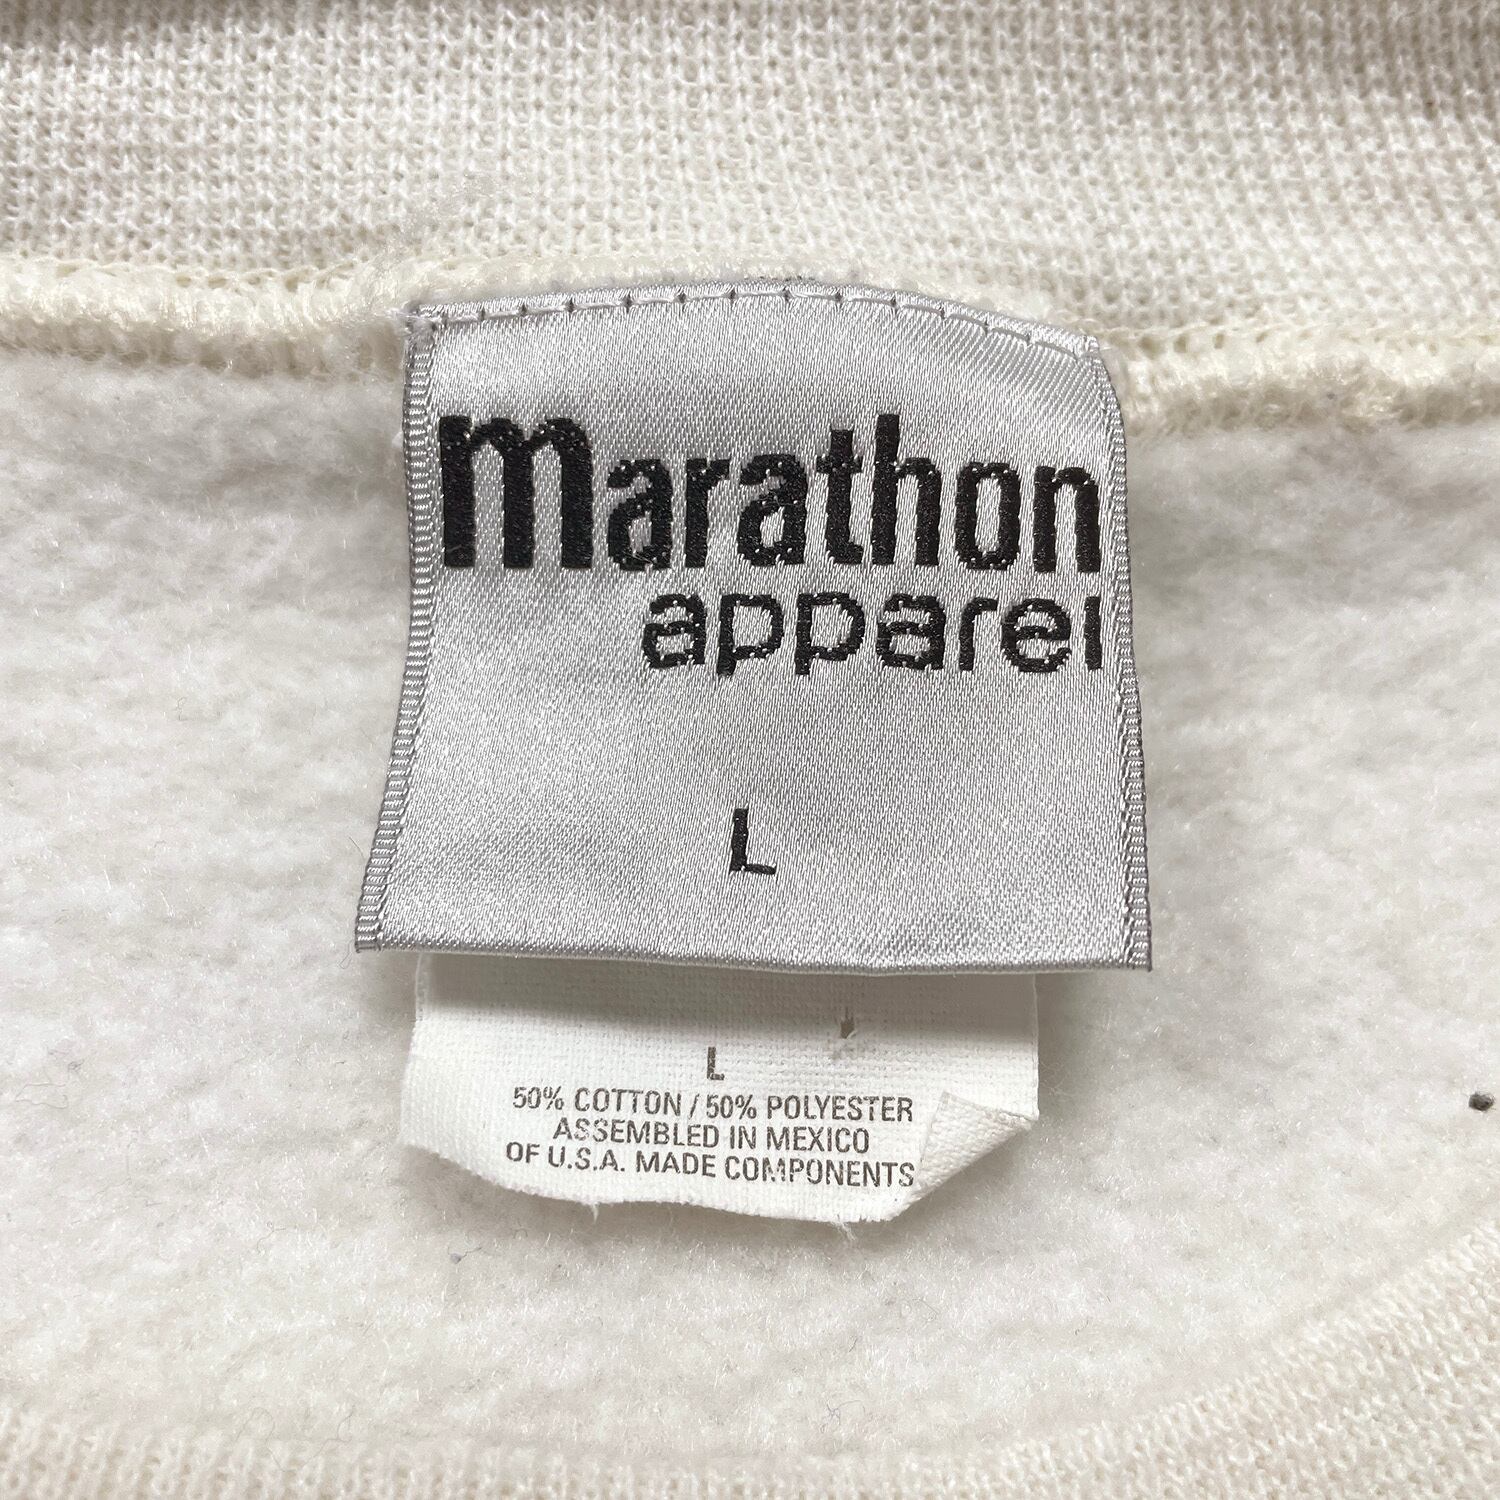 marathon
apparel
L
L
50% COTTON / 50% POLYESTER
ASSEMBLED IN MEXICO
OF U.S.A. MADE COMPONENTS